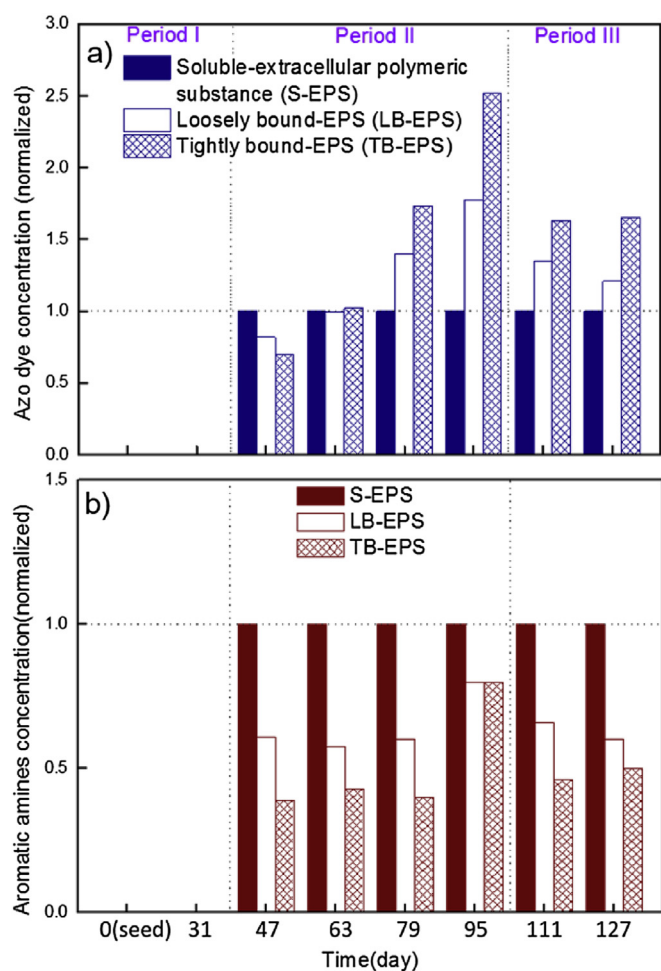 Period I Period II Period III
a)
Soluble-extracellular polymeric
substance (S-EPS)
Loosely bound-EPS (LB-EPS)
Tightly bound-EPS (TB-EPS)
Azo dye concentration (normalized)
3.0
2.5
2.0
1.5
1.0
0.5
0.0
b)
S-EPS
LB-EPS
TB-EPS
Aromatic amines concentration(normalized)
1.5
1.0
0.5
0.0
0(seed) 31 47 63 79 95 111 127
Time(day)